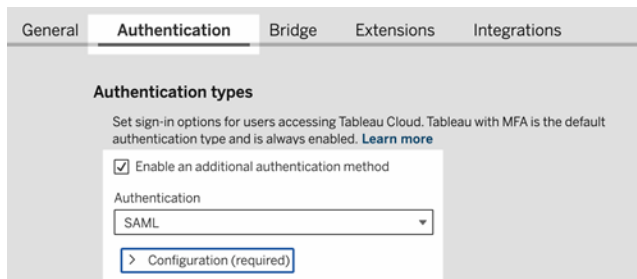 General Authentication Bridge Extensions Integrations
Authentication types
Set sign-in options for users accessing Tableau Cloud. Tableau with MFA is the default
authentication type and is always enabled. Learn more
Enable an additional authentication method
Authentication
SAML
Configuration (required)